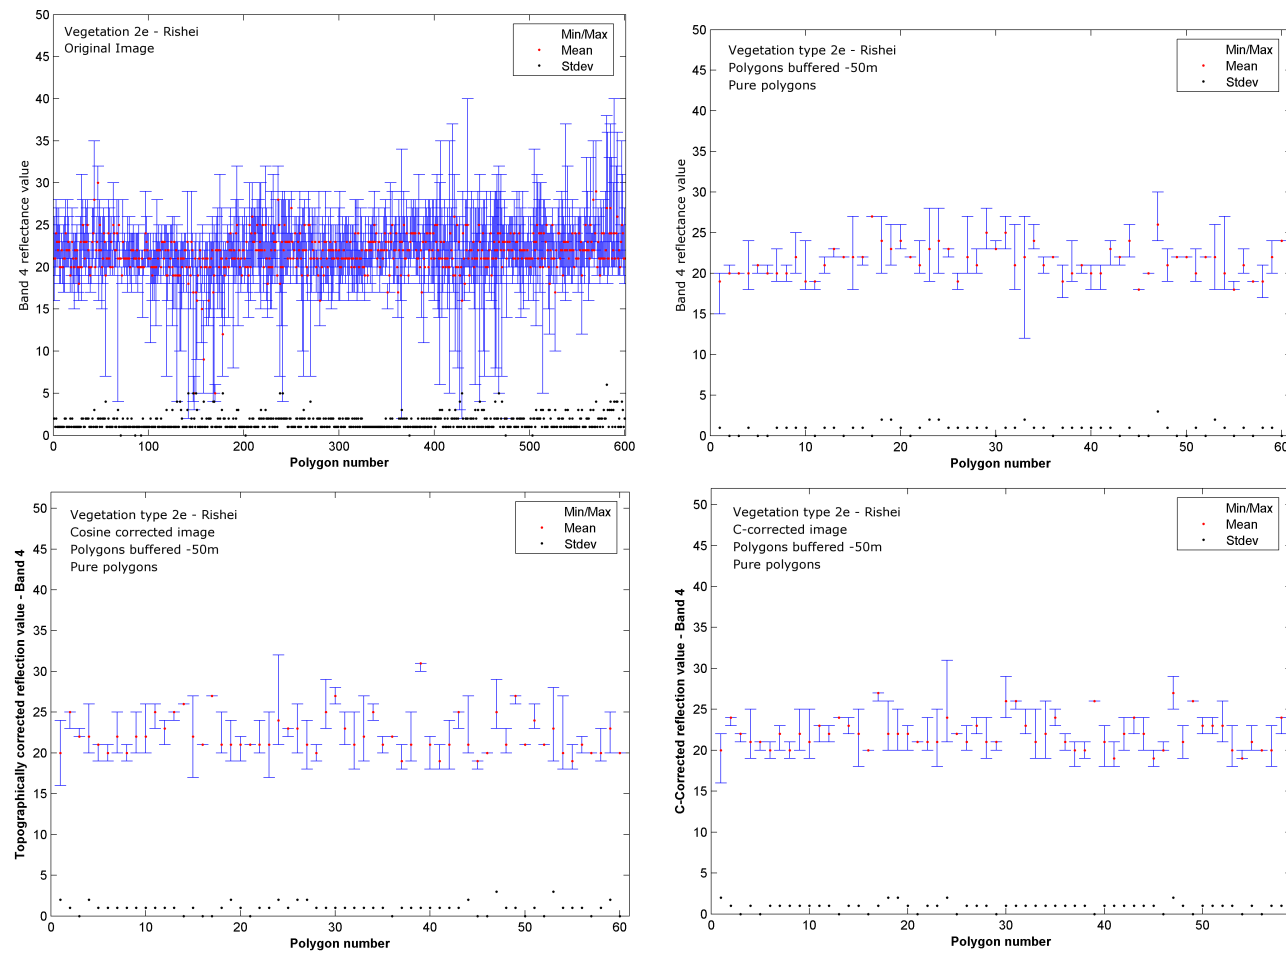 Vegetation 2e - Rishei
Original Image
Min/Max
Mean
Stdev
50
45
40
35
30
25
20
15
10
5
0
Band 4 reflectance value
0 100 200 300 400 500 600
Polygon number
Vegetation type 2e - Rishei
Polygons buffered -50m
Pure polygons
Min/Max
Mean
Stdev
50
45
40
35
30
25
20
15
10
5
0
Band 4 reflectance value
0 10 20 30 40 50 60
Polygon number
Vegetation type 2e - Rishei
Cosine corrected image
Polygons buffered -50m
Pure polygons
Min/Max
Mean
Stdev
50
45
40
35
30
25
20
15
10
5
0
Topographically corrected reflection value - Band 4
0 10 20 30 40 50 60
Polygon number
Vegetation type 2e - Rishei
C-corrected image
Polygons buffered -50m
Pure polygons
Min/Max
Mean
Stdev
50
45
40
35
30
25
20
15
10
5
0
C-Corrected reflection value - Band 4
0 10 20 30 40 50
Polygon number